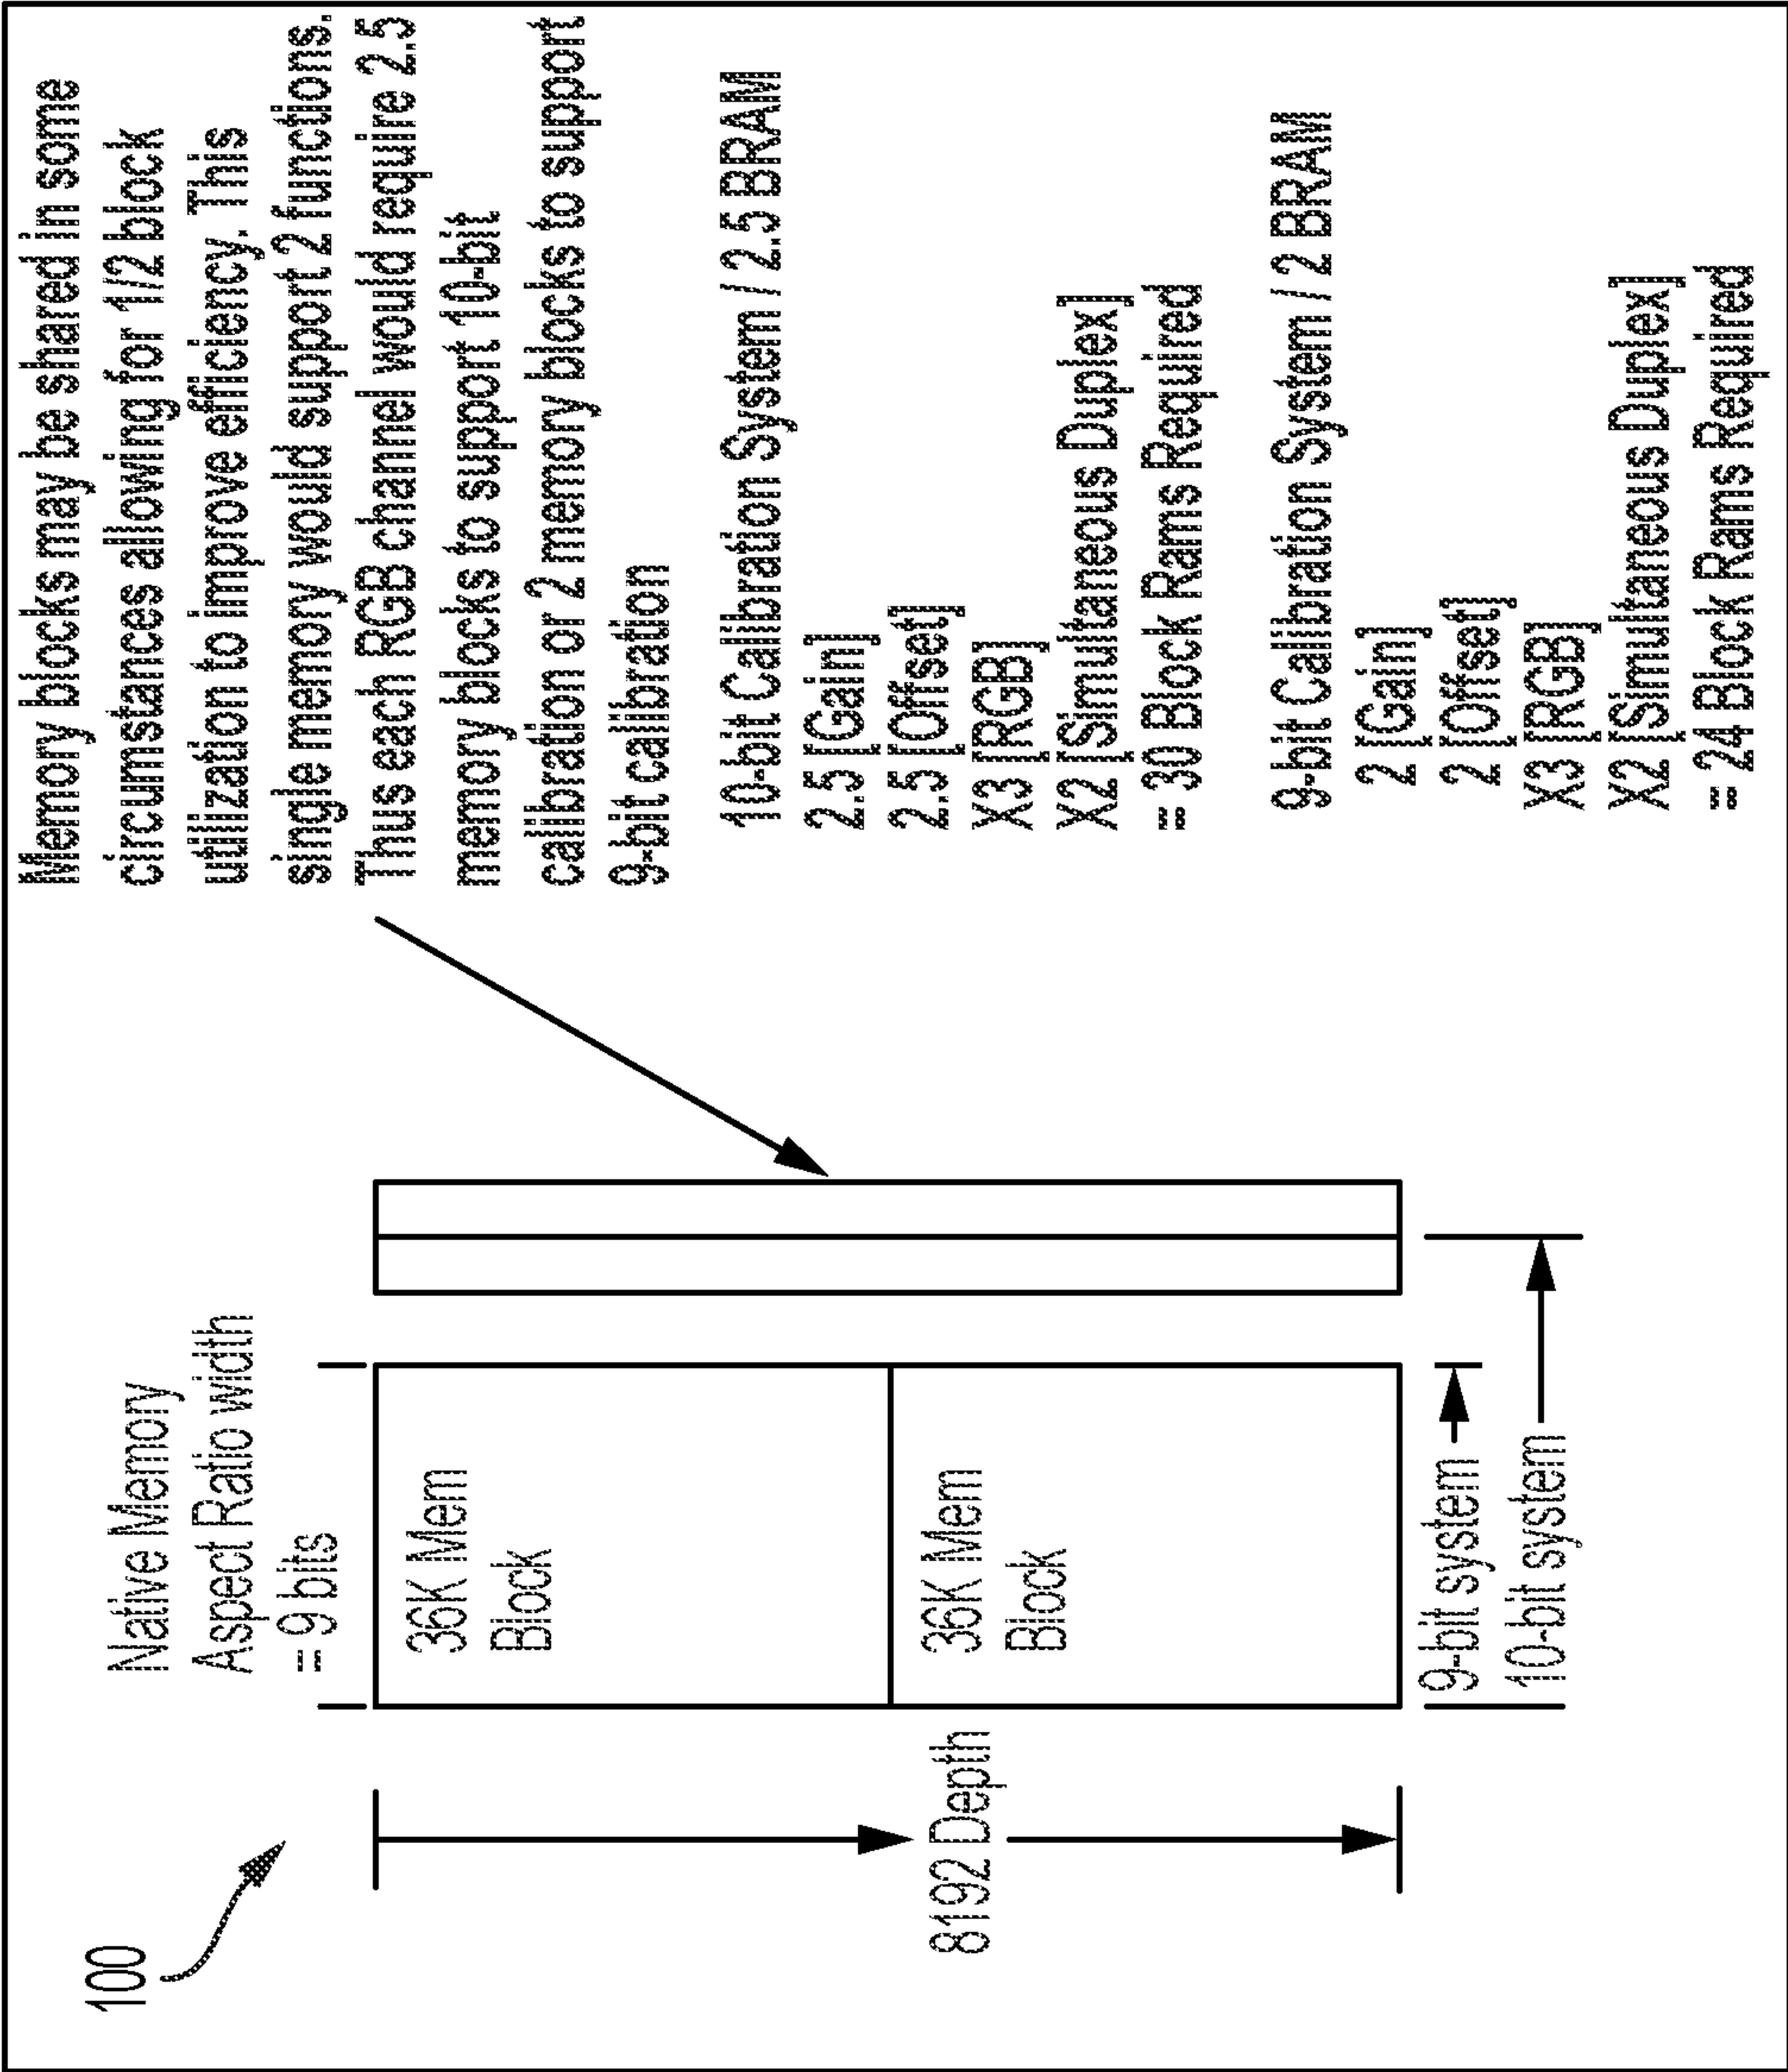 100
Native Memory
Aspect Ratio width
= 9 bits
8192 Depth
36K Mem
Block
36K Mem
Block
9-bit system
10-bit system
Memory blocks may be shared in some
circumstances allowing for 1/2 block
utilization to improve efficiency. This
single memory would support 2 functions.
Thus each RGB channel would require 2.5
memory blocks to support 10-bit
calibration or 2 memory blocks to support
9-bit calibration
10-bit Calibration System / 2.5 BRAM
2.5 [Gain]
2.5 [Offset]
X3 [RGB]
X2 [Simultaneous Duplex]
= 30 Block Rams Required
9-bit Calibration System / 2 BRAM
2 [Gain]
2 [Offset]
X3 [RGB]
X2 [Simultaneous Duplex]
= 24 Block Rams Required